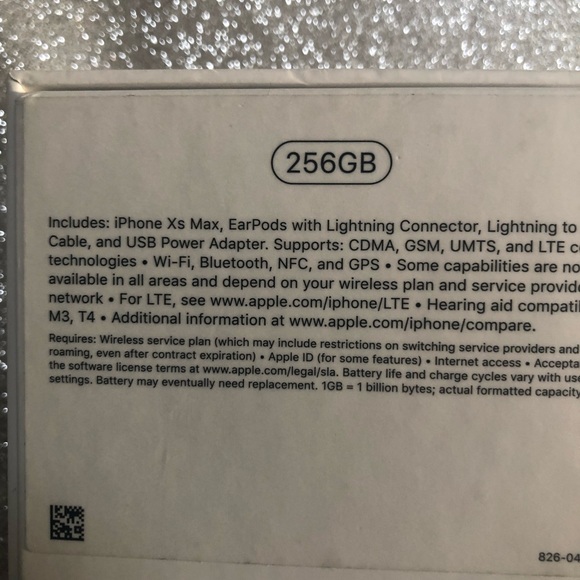 256GB
Includes: iPhone Xs Max, EarPods with Lightning Connector, Lightning to
Cable, and USB Power Adapter. Supports: CDMA, GSM, UMTS, and LTE
technologies • Wi-Fi, Bluetooth, NFC, and GPS • Some capabilities are no
available in all areas and depend on your wireless plan and service provide
network • For LTE, see www.apple.com/iphone/LTE • Hearing aid compati
M3, T4 • Additional information at www.apple.com/iphone/compare.
Requires: Wireless service plan (which may include restrictions on switching service providers and
roaming, even after contract expiration) • Apple ID (for some features) • Internet access • Accepta
the software license terms at www.apple.com/legal/sla. Battery life and charge cycles vary with use
settings. Battery may eventually need replacement. 1GB = 1 billion bytes; actual formatted capacity
826-04